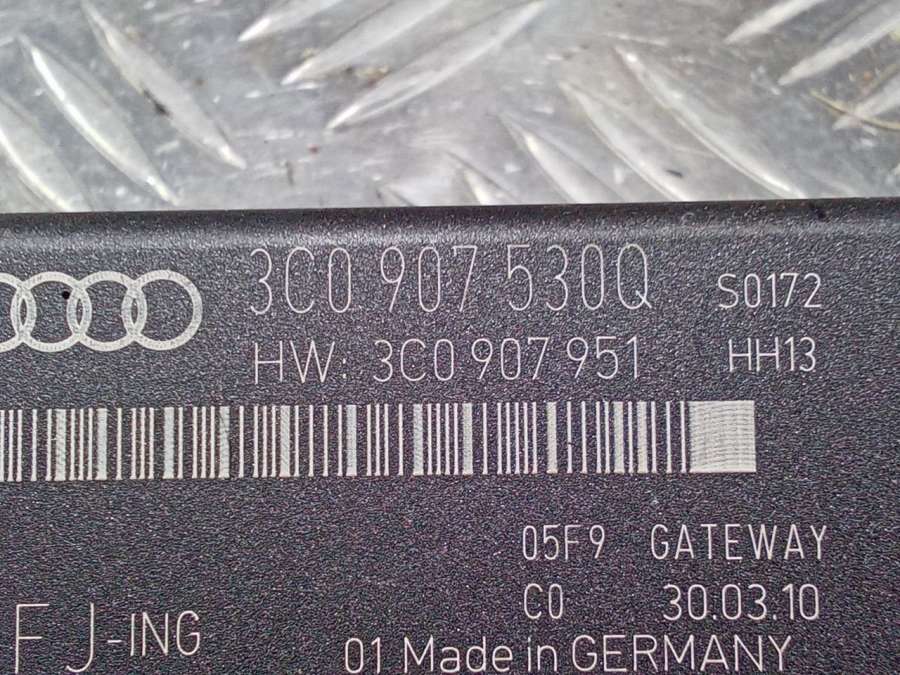 3C0 907 530Q S0172
HW: 3C0 907 951 HH13
05F9 GATEWAY
C0 30.03.10
FJ-ING
01 Made in GERMANY